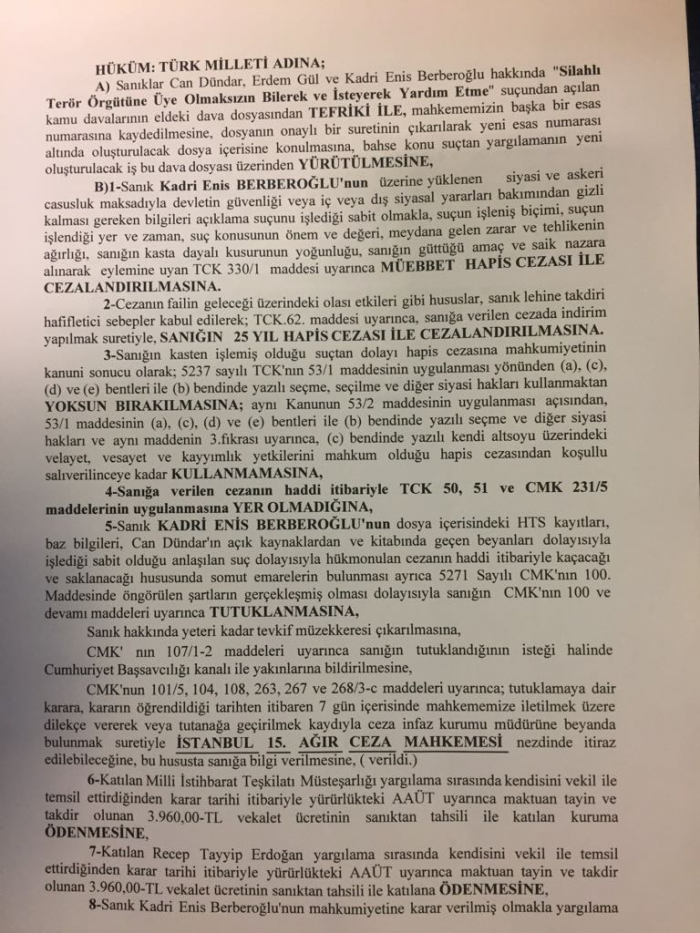 HÜKÜM: TÜRK MİLLETİ ADINA;
A) Sanıklar Can Dündar, Erdem Gül ve Kadri Enis Berberoğlu hakkında "Silahlı
Terör Örgütüne Üye Olmaksızın Bilerek ve İsteyerek Yardım Etme" suçundan açılan
kamu davalarının eldeki dava dosyasından TEFRİKİ İLE, mahkememizin başka bir esas
numarasına kaydedilmesine, dosyanın onaylı bir suretinin çıkarılarak yeni esas numarası
altında oluşturulacak dosya içerisine konulmasına, bahse konu suçtan yargılamanın yeni
oluşturulacak iş bu dava dosyası üzerinden YÜRÜTÜLMESİNE,
B)1-Sanık Kadri Enis BERBEROĞLU'nun üzerine yüklenen siyasi ve askeri
casusluk maksadıyla devletin güvenliği veya iç veya dış siyasal yararları bakımından gizli
kalması gereken bilgileri açıklama suçunu işlediği sabit olmakla, suçun işleniş biçimi, suçun
işlendiği yer ve zaman, suç konusunun önem ve değeri, meydana gelen zarar ve tehlikenin
ağırlığı, sanığın kasta dayalı kusurunun yoğunluğu, sanığın güttüğü amaç ve saik nazara
alınarak eylemine uyan TCK 330/1 maddesi uyarınca MÜEBBET HAPİS CEZASI İLE
CEZALANDIRILMASINA.
2-Cezanın failin geleceği üzerindeki olası etkileri gibi hususlar, sanık lehine takdiri
hafifletici sebepler kabul edilerek; TCK.62. maddesi uyarınca, sanığa verilen cezada indirim
yapılmak suretiyle, SANIĞIN 25 YIL HAPİS CEZASI İLE CEZALANDIRILMASINA.
3-Sanığın kasten işlemiş olduğu suçtan dolayı hapis cezasına mahkumiyetinin
kanuni sonucu olarak; 5237 sayılı TCK'nın 53/1 maddesinin uygulanması yönünden (a), (c),
(d) ve (e) bentleri ile (b) bendinde yazılı seçme, seçilme ve diğer siyasi hakları kullanmaktan
YOKSUN BIRAKILMASINA; aynı Kanunun 53/2 maddesinin uygulanması açısından,
53/1 maddesinin (a), (c), (d) ve (e) bentleri ile (b) bendinde yazılı seçme ve diğer siyasi
hakları ve aynı maddenin 3.fıkrası uyarınca, (c) bendinde yazılı kendi altsoyu üzerindeki
velayet, vesayet ve kayyımlık yetkilerini mahkum olduğu hapis cezasından koşullu
salıverilinceye kadar KULLANMAMASINA,
4-Sanığa verilen cezanın haddi itibariyle TCK 50, 51 ve CMK 231/5
maddelerinin uygulanmasına YER OLMADIĞINA,
5-Sanık KADRİ ENİS BERBEROĞLU'nun dosya içerisindeki HTS kayıtları,
baz bilgileri, Can Dündar'ın açık kaynaklardan ve kitabında geçen beyanları dolayısıyla
işlediği sabit olduğu anlaşılan suç dolayısıyla hükmonulan cezanın haddi itibariyle kaçacağı
ve saklanacağı hususunda somut emarelerin bulunması ayrıca 5271 Sayılı CMK'nın 100.
Maddesinde öngörülen şartların gerçekleşmiş olması dolayısıyla sanığın CMK'nın 100 ve
devamı maddeleri uyarınca TUTUKLANMASINA,
Sanık hakkında yeteri kadar tevkif müzekkeresi çıkarılmasına,
CMK' nın 107/1-2 maddeleri uyarınca sanığın tutuklandığının isteği halinde
Cumhuriyet Başsavcılığı kanalı ile yakınlarına bildirilmesine,
CMK'nun 101/5, 104, 108, 263, 267 ve 268/3-c maddeleri uyarınca; tutuklamaya dair
karara, kararın öğrendildiği tarihten itibaren 7 gün içerisinde mahkememize iletilmek üzere
dilekçe vererek veya tutanağa geçirilmek kaydıyla ceza infaz kurumu müdürüne beyanda
bulunmak suretiyle İSTANBUL 15. AĞIR CEZA MAHKEMESİ nezdinde itiraz
edilebileceğine, bu hususta sanığa bilgi verilmesine, ( verildi.)
6-Katılan Milli İstihbarat Teşkilatı Müsteşarlığı yargılama sırasında kendisini vekil ile
temsil ettirdiğinden karar tarihi itibariyle yürürlükteki AAÜT uyarınca maktuan tayin ve
takdir olunan 3.960,00-TL vekalet ücretinin sanıktan tahsili ile katılan kuruma
ÖDENMESİNE,
7-Katılan Recep Tayyip Erdoğan yargılama sırasında kendisini vekil ile temsil
ettirdiğinden karar tarihi itibariyle yürürlükteki AAÜT uyarınca maktuan tayin ve takdir
olunan 3.960,00-TL vekalet ücretinin sanıktan tahsili ile katılana ÖDENMESİNE,
8-Sanık Kadri Enis Berberoğlu'nun mahkumiyetine karar verilmiş olmakla yargılama